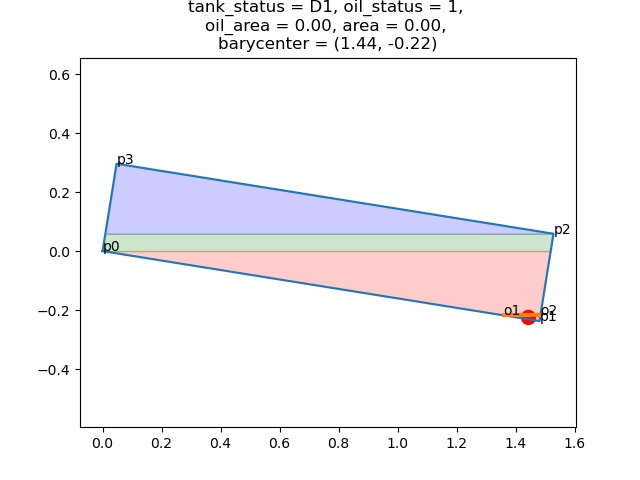 tank_status = D1, oil_status = 1,
oil_area = 0.00, area = 0.00,
barycenter = (1.44, -0.22)
0.6
0.4
0.2
0.0
−0.2
−0.4
p3
p2
p0
o1
o2
p1
0.0 0.2 0.4 0.6 0.8 1.0 1.2 1.4 1.6